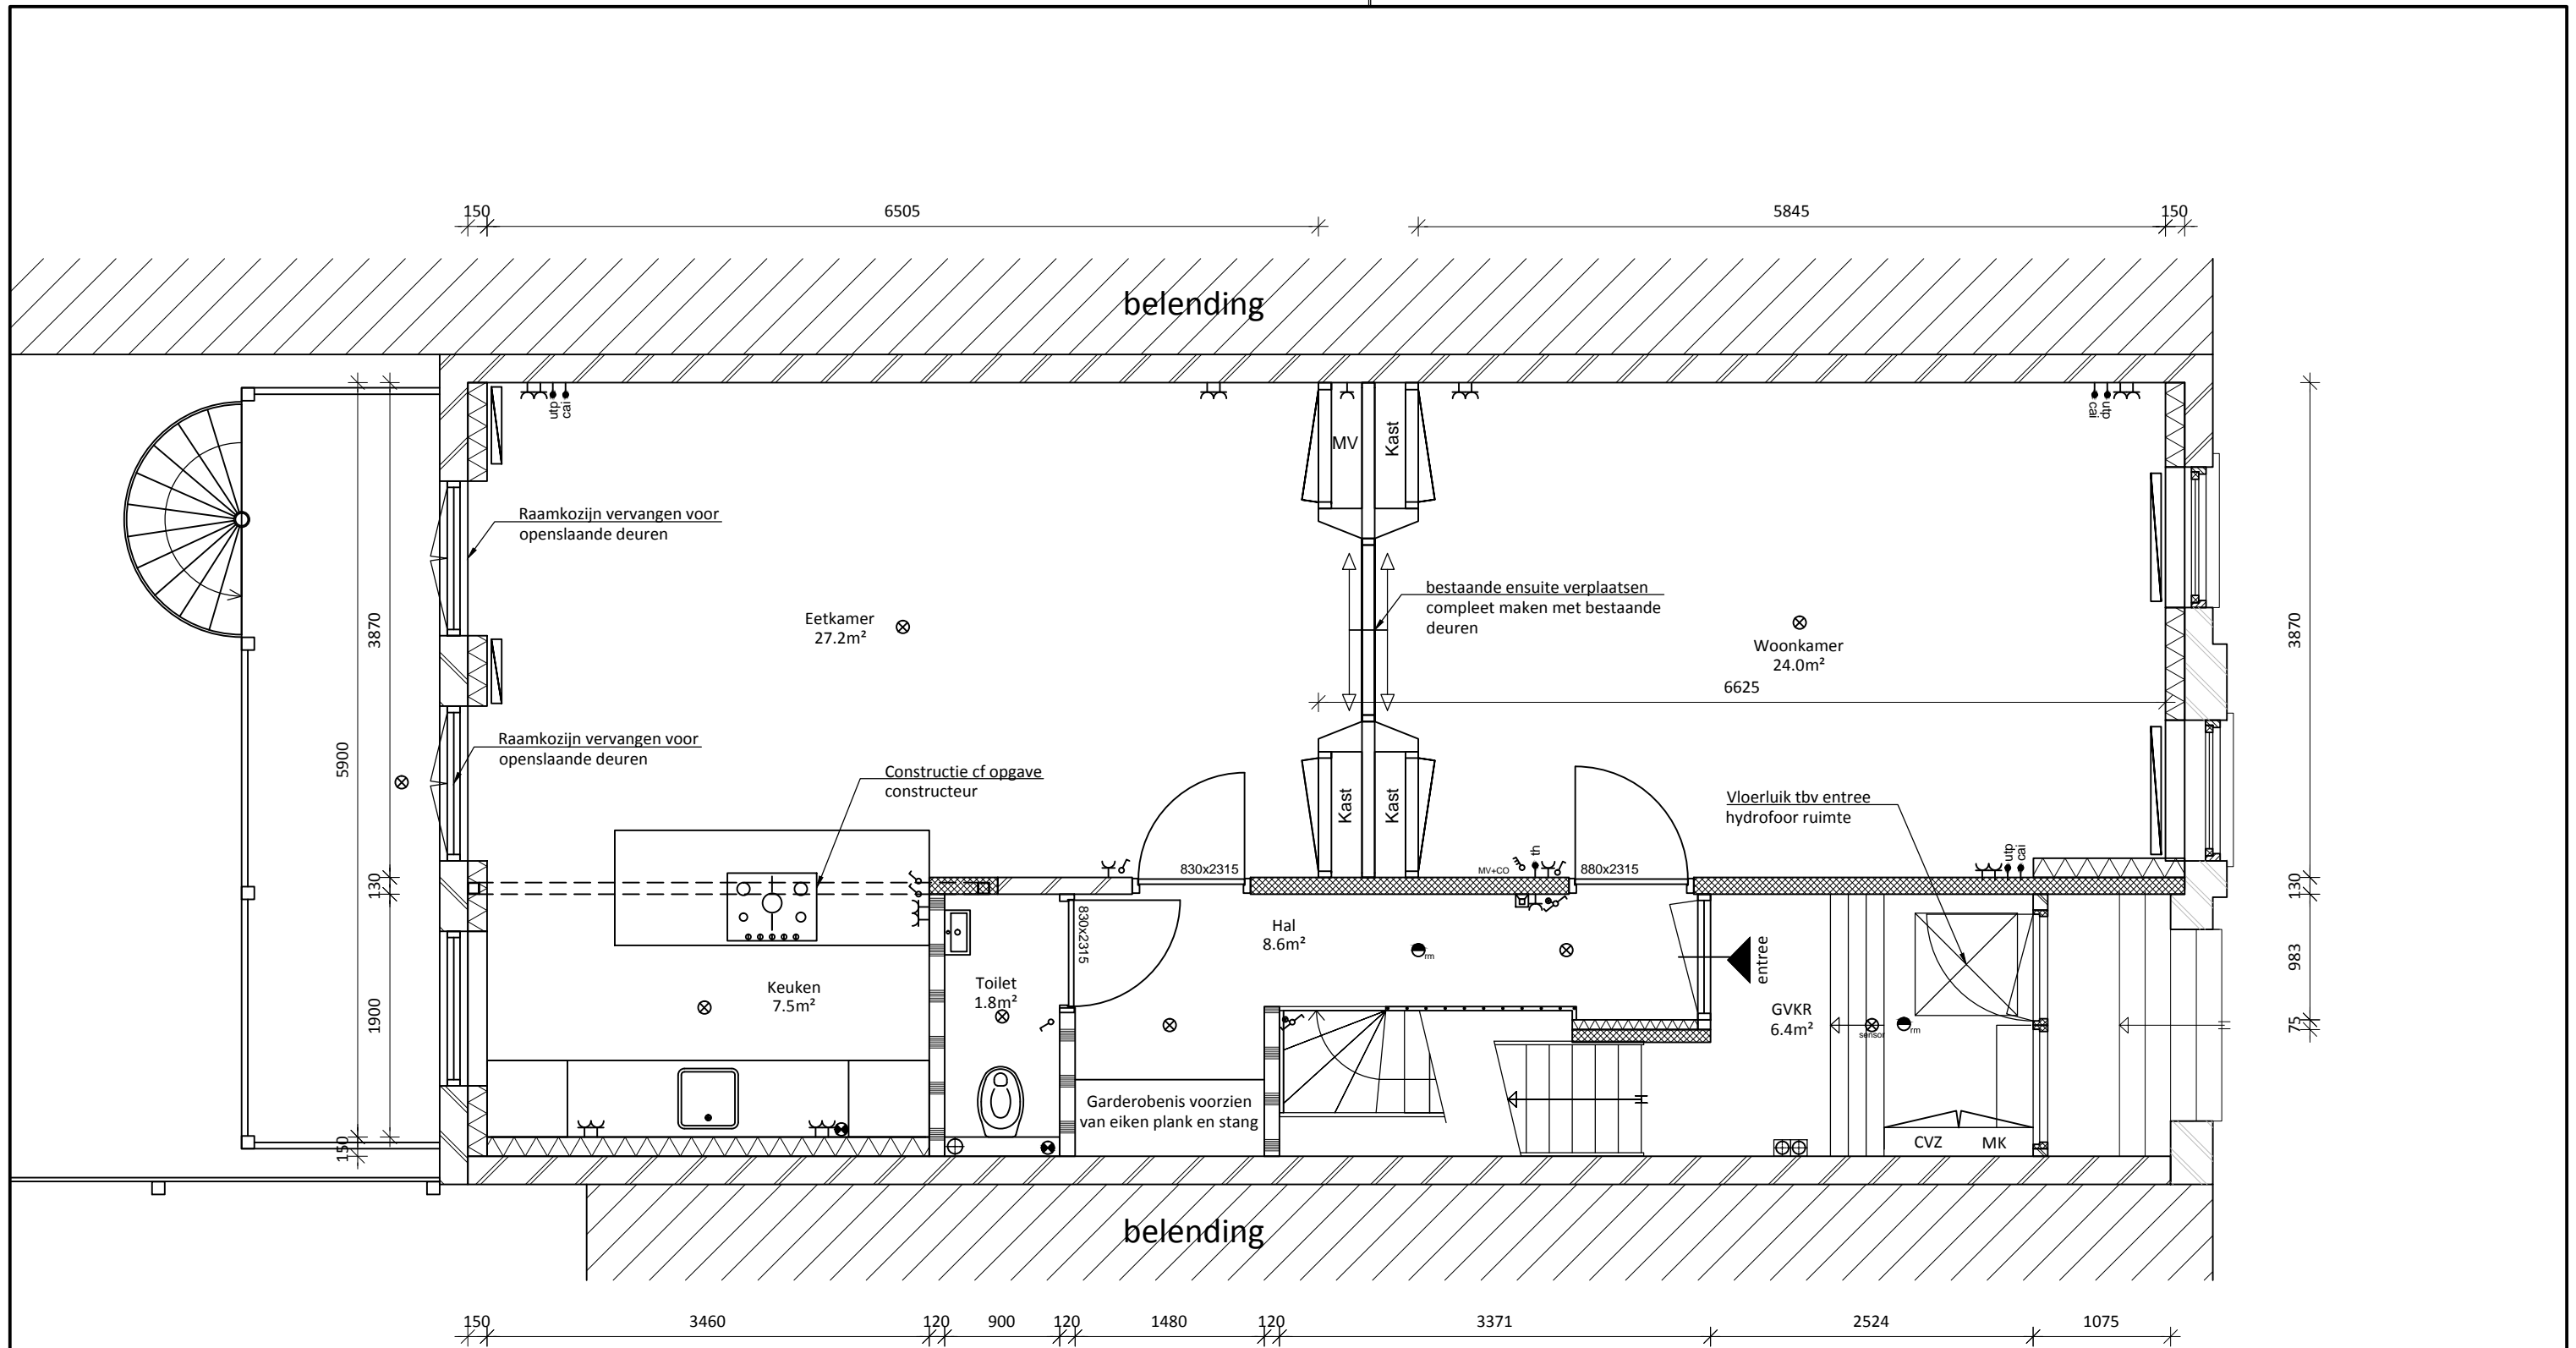 150
6505
5845
150
belending
utp
cai
MV
Kast
cai
utp
Raamkozijn vervangen voor
openslaande deuren
bestaande ensuite verplaatsen
compleet maken met bestaande
deuren
Eetkamer
27.2m²
Woonkamer
24.0m²
6625
3870
3870
5900
Raamkozijn vervangen voor
openslaande deuren
Constructie cf opgave
constructeur
Kast
Kast
Vloerluik tbv entree
hydrofoor ruimte
830x2315
MV+CO
th
880x2315
utp
cai
130
130
830x2315
Hal
8.6m²
rm
entree
983
Keuken
7.5m²
Toilet
1.8m²
GVKR
6.4m²
sensor
rm
1900
75
Garderobenis voorzien
van eiken plank en stang
CVZ
MK
150
belending
150
3460
120
900
120
1480
120
3371
2524
1075